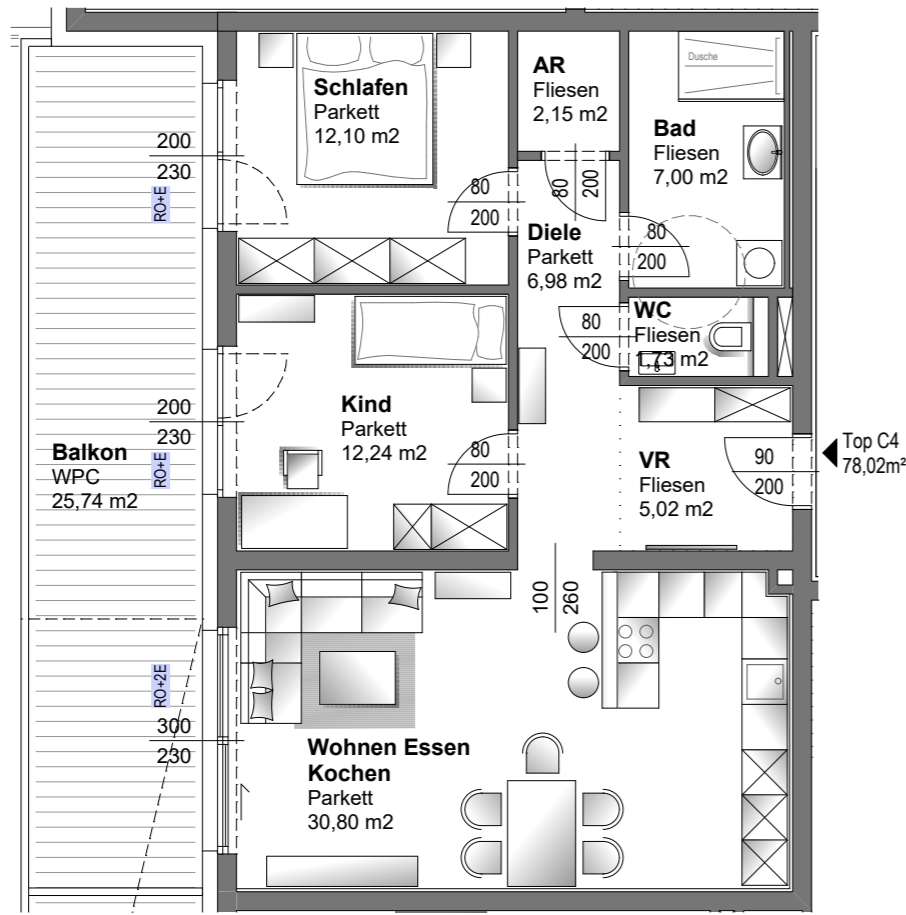 Schlafen
Parkett
12,10 m2
AR
Fliesen
2,15 m2
Dusche
Bad
Fliesen
7,00 m2
200
230
RO+E
80
200
80
200
Diele
Parkett
6,98 m2
80
200
WC
Fliesen
1,73 m2
80
200
Kind
Parkett
12,24 m2
200
230
RO+E
Balkon
WPC
25,74 m2
80
200
VR
Fliesen
5,02 m2
90
200
Top C4
78,02m²
100
260
RO+2E
300
230
Wohnen Essen
Kochen
Parkett
30,80 m2